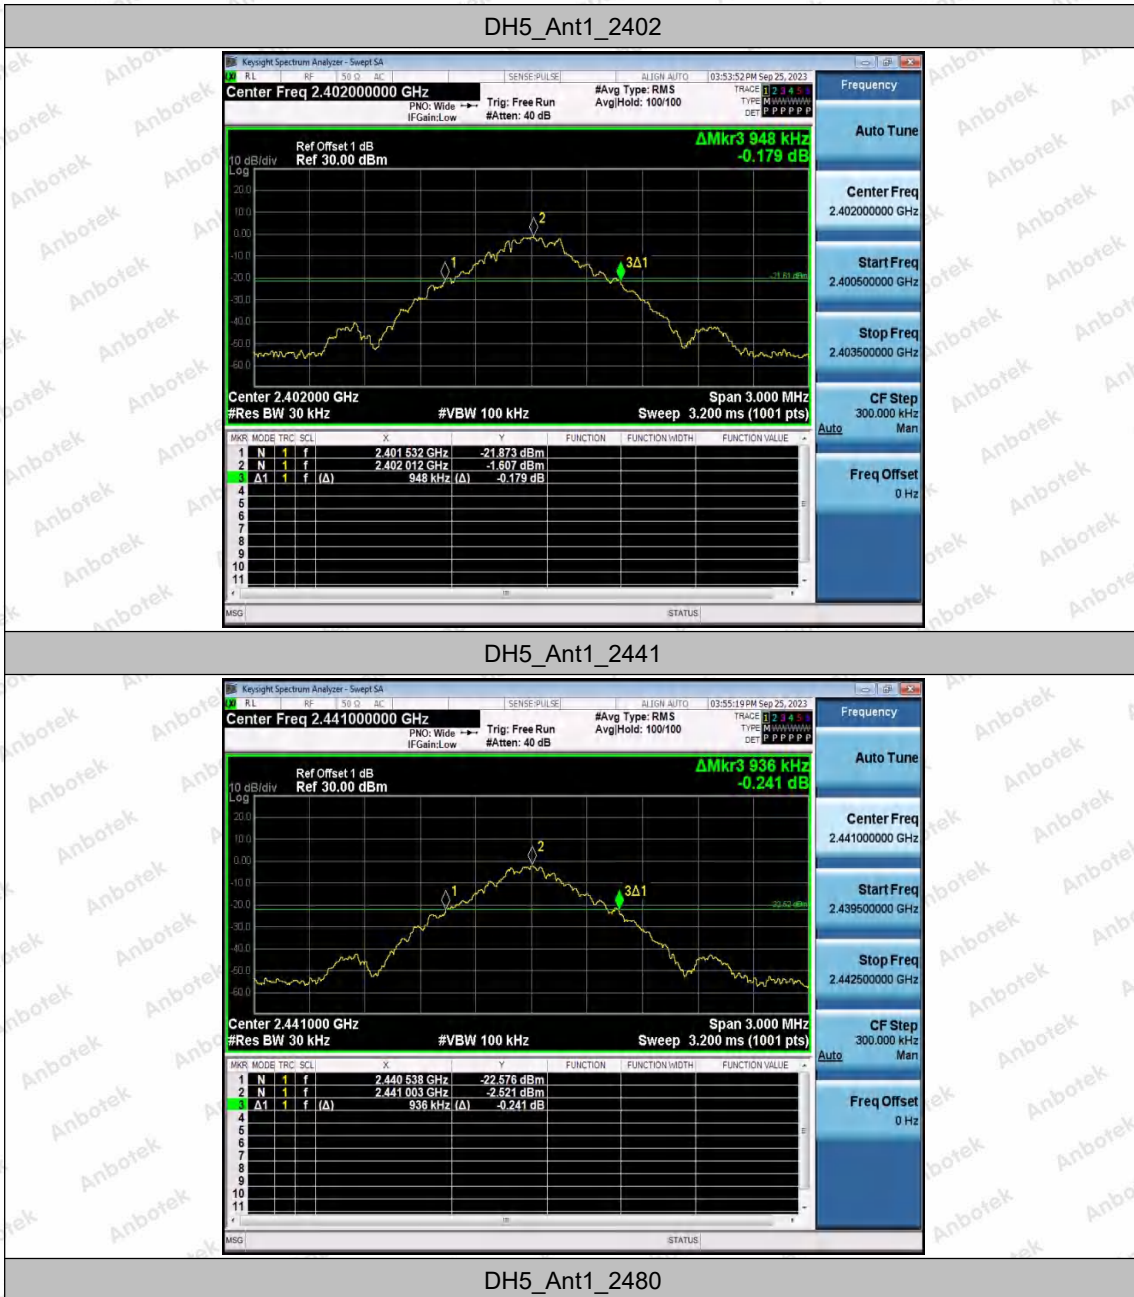 DH5_Ant1_2402
Keysight Spectrum Analyzer - Swept SA
RL RF 50 Ω AC SENSE:PULSE ALIGN AUTO 03:53:52 PM Sep 25, 2023
Center Freq 2.402000000 GHz
PNO: Wide
IFGain:Low
Trig: Free Run
#Atten: 40 dB
#Avg Type: RMS
Avg|Hold: 100/100
TRACE 1 2 3 4 5 6
TYPE M W W W W W
DET P P P P P P
Frequency
Auto Tune
Center Freq
2.402000000 GHz
Start Freq
2.400500000 GHz
Stop Freq
2.403500000 GHz
CF Step
300.000 kHz
Auto Man
Freq Offset
0 Hz
ΔMkr3 948 kHz
-0.179 dB
Ref Offset 1 dB
10 dB/div Ref 30.00 dBm
Log
20.0
10.0
0.00
-10.0
-20.0
-30.0
-40.0
-50.0
-60.0
1
2
3Δ1
-21.61 dBm
Center 2.402000 GHz Span 3.000 MHz
#Res BW 30 kHz #VBW 100 kHz Sweep 3.200 ms (1001 pts)
MKR MODE TRC SCL X Y FUNCTION FUNCTION WIDTH FUNCTION VALUE
1 N 1 f 2.401 532 GHz -21.873 dBm
2 N 1 f 2.402 012 GHz -1.607 dBm
3 Δ1 1 f (Δ) 948 kHz (Δ) -0.179 dB
4
5
6
7
8
9
10
11
MSG STATUS
DH5_Ant1_2441
Keysight Spectrum Analyzer - Swept SA
RL RF 50 Ω AC SENSE:PULSE ALIGN AUTO 03:55:19 PM Sep 25, 2023
Center Freq 2.441000000 GHz
PNO: Wide
IFGain:Low
Trig: Free Run
#Atten: 40 dB
#Avg Type: RMS
Avg|Hold: 100/100
TRACE 1 2 3 4 5 6
TYPE M W W W W W
DET P P P P P P
Frequency
Auto Tune
Center Freq
2.441000000 GHz
Start Freq
2.439500000 GHz
Stop Freq
2.442500000 GHz
CF Step
300.000 kHz
Auto Man
Freq Offset
0 Hz
ΔMkr3 936 kHz
-0.241 dB
Ref Offset 1 dB
10 dB/div Ref 30.00 dBm
Log
20.0
10.0
0.00
-10.0
-20.0
-30.0
-40.0
-50.0
-60.0
1
2
3Δ1
-22.52 dBm
Center 2.441000 GHz Span 3.000 MHz
#Res BW 30 kHz #VBW 100 kHz Sweep 3.200 ms (1001 pts)
MKR MODE TRC SCL X Y FUNCTION FUNCTION WIDTH FUNCTION VALUE
1 N 1 f 2.440 538 GHz -22.576 dBm
2 N 1 f 2.441 003 GHz -2.521 dBm
3 Δ1 1 f (Δ) 936 kHz (Δ) -0.241 dB
4
5
6
7
8
9
10
11
MSG STATUS
DH5_Ant1_2480